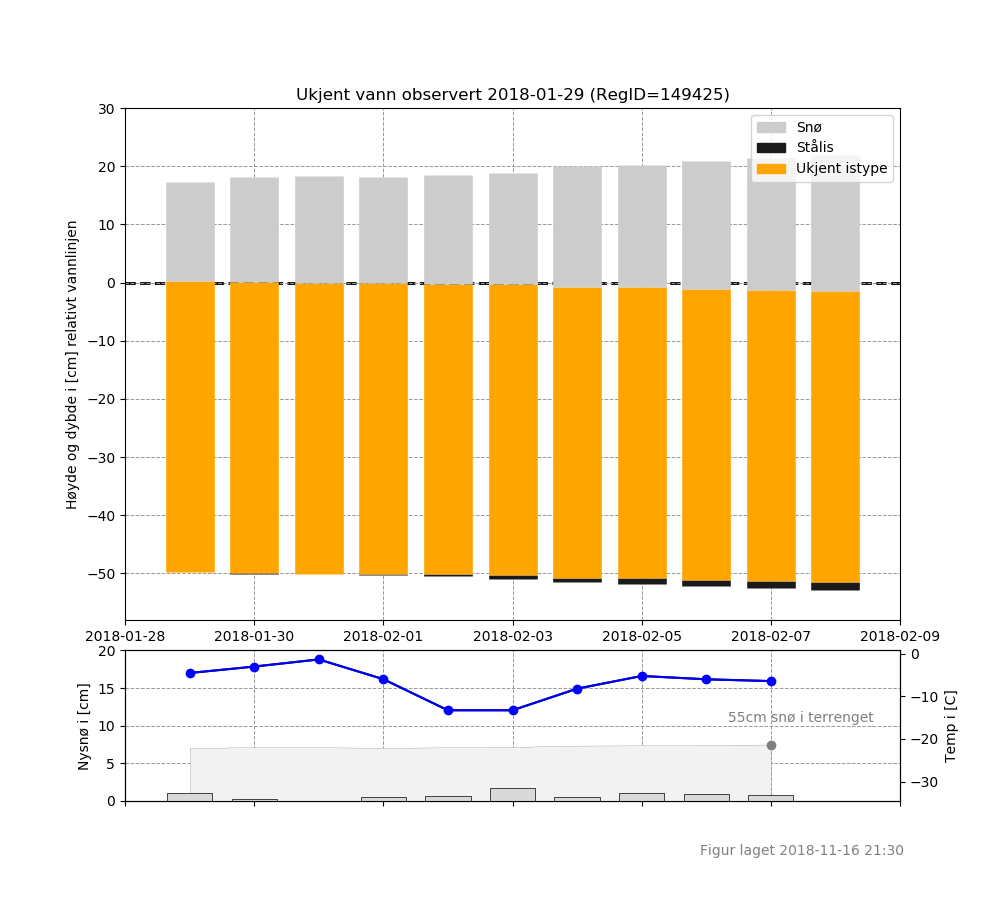 Ukjent vann observert 2018-01-29 (RegID=149425)
Snø
Stålis
Ukjent istype
Høyde og dybde i [cm] relativt vannlinjen
30
20
10
0
−10
−20
−30
−40
−50
2018-01-28 2018-01-30 2018-02-01 2018-02-03 2018-02-05 2018-02-07 2018-02-09
Nysnø i [cm]
20
15
10
5
0
55cm snø i terrenget
0
−10
−20
−30
Temp i [C]
Figur laget 2018-11-16 21:30